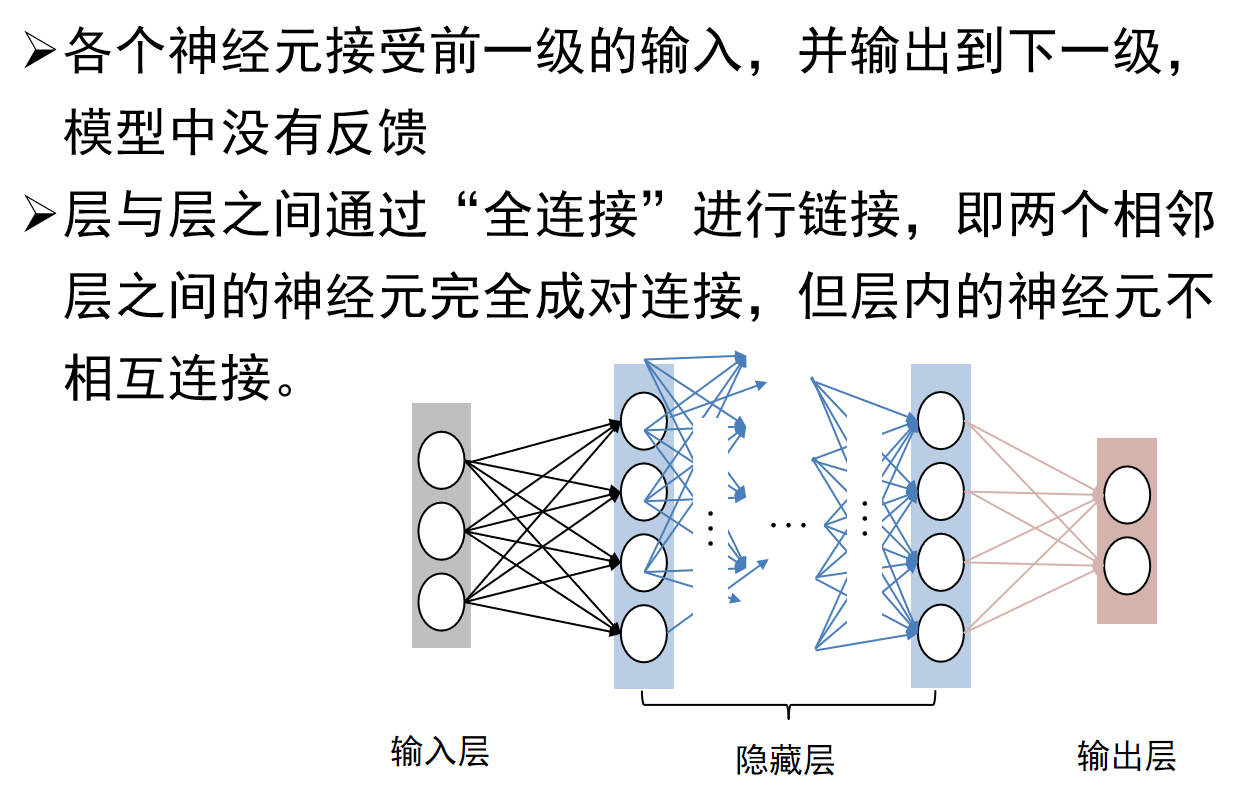 ➢各个神经元接受前一级的输入，并输出到下一级，
模型中没有反馈
➢层与层之间通过“全连接”进行链接，即两个相邻
层之间的神经元完全成对连接，但层内的神经元不
相互连接。
⋮
…
⋮
输入层
隐藏层
输出层